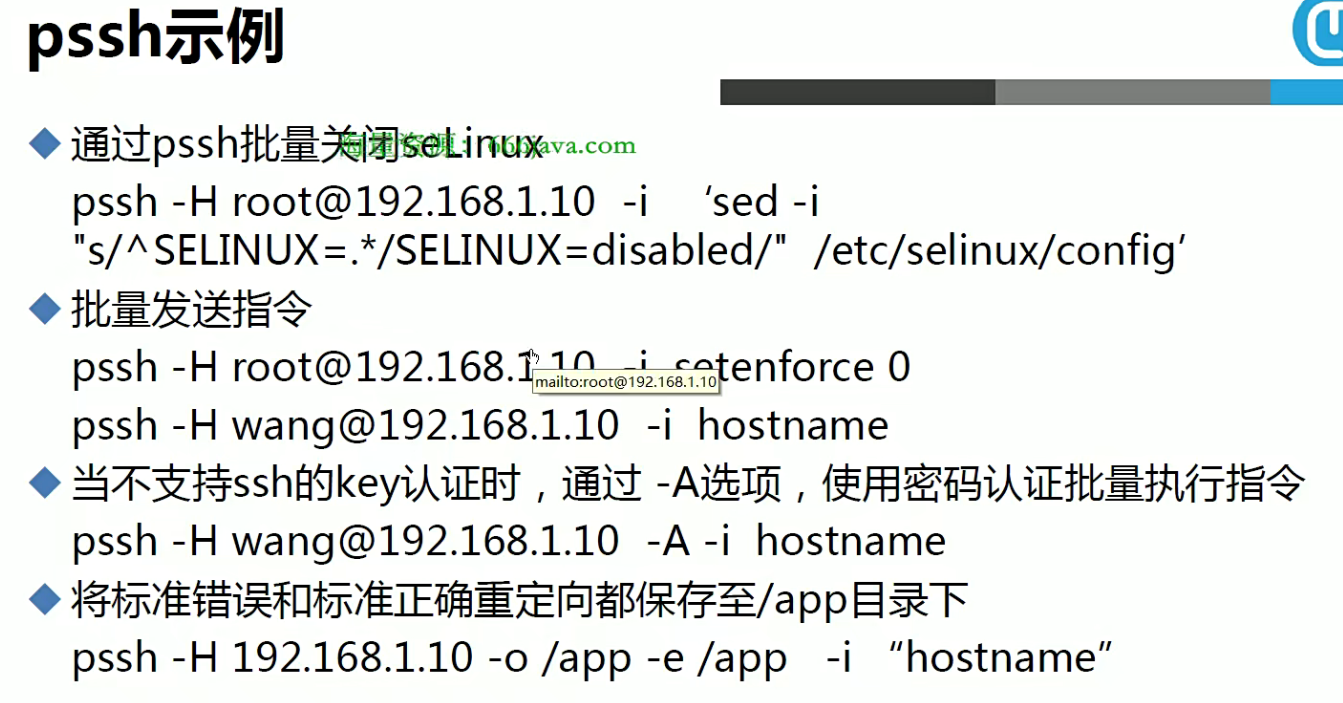 pssh示例
通过pssh批量关闭seLinux
海量资源：666java.com
pssh -H root@192.168.1.10 -i ‘sed -i
"s/^SELINUX=.*/SELINUX=disabled/" /etc/selinux/config’
批量发送指令
pssh -H root@192.168.1.10 -i setenforce 0
mailto:root@192.168.1.10
pssh -H wang@192.168.1.10 -i hostname
当不支持ssh的key认证时，通过 -A选项，使用密码认证批量执行指令
pssh -H wang@192.168.1.10 -A -i hostname
将标准错误和标准正确重定向都保存至/app目录下
pssh -H 192.168.1.10 -o /app -e /app -i “hostname”